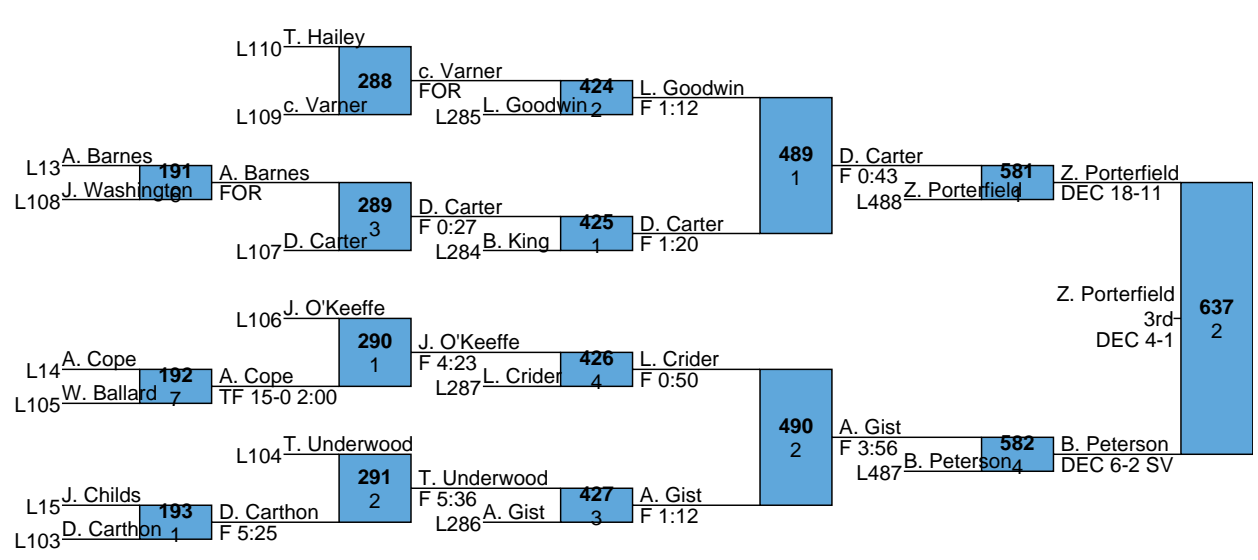 T. Hailey
L110
288
c. Varner
FOR
c. Varner
L109
424
2
L. Goodwin
L285
L. Goodwin
F 1:12
A. Barnes
L13
191
6
J. Washington
L108
A. Barnes
FOR
289
3
D. Carter
L107
D. Carter
F 0:27
425
1
B. King
L284
D. Carter
F 1:20
489
1
D. Carter
F 0:43
581
1
Z. Porterfield
L488
Z. Porterfield
DEC 18-11
J. O'Keeffe
L106
290
1
A. Cope
L14
192
7
W. Ballard
L105
A. Cope
TF 15-0 2:00
J. O'Keeffe
F 4:23
426
4
L. Crider
L287
L. Crider
F 0:50
Z. Porterfield
3rd
DEC 4-1
637
2
T. Underwood
L104
291
2
J. Childs
L15
193
1
D. Carthon
L103
D. Carthon
F 5:25
T. Underwood
F 5:36
427
3
A. Gist
L286
A. Gist
F 1:12
490
2
A. Gist
F 3:56
582
4
B. Peterson
L487
B. Peterson
DEC 6-2 SV